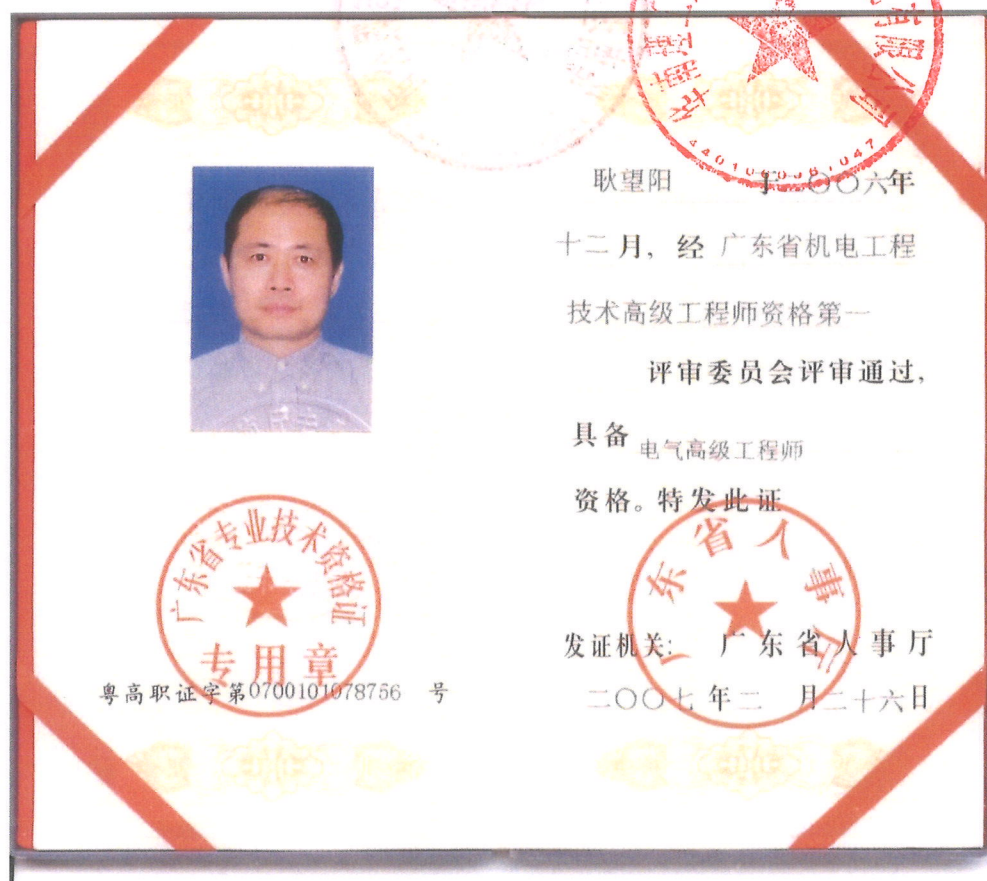 有限公司
4401060361047
耿望阳 于二〇〇六年
十二月, 经 广东省机电工程
技术高级工程师资格第一
评审委员会评审通过,
具备 电气高级工程师
资格。特发此证
广东省专业技术资格证
专用章
粤高职证字第0700101078756 号
广东省人事厅
发证机关: 广东省人事厅
二〇〇七年二月二十六日